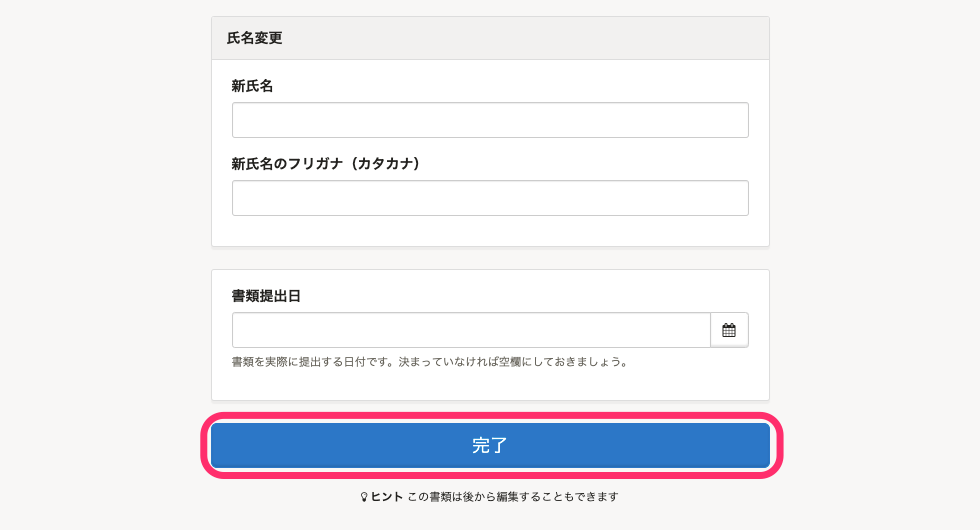 氏名変更
新氏名
新氏名のフリガナ（カタカナ）
書類提出日
書類を実際に提出する日付です。決まっていなければ空欄にしておきましょう。
完了
ヒント この書類は後から編集することもできます